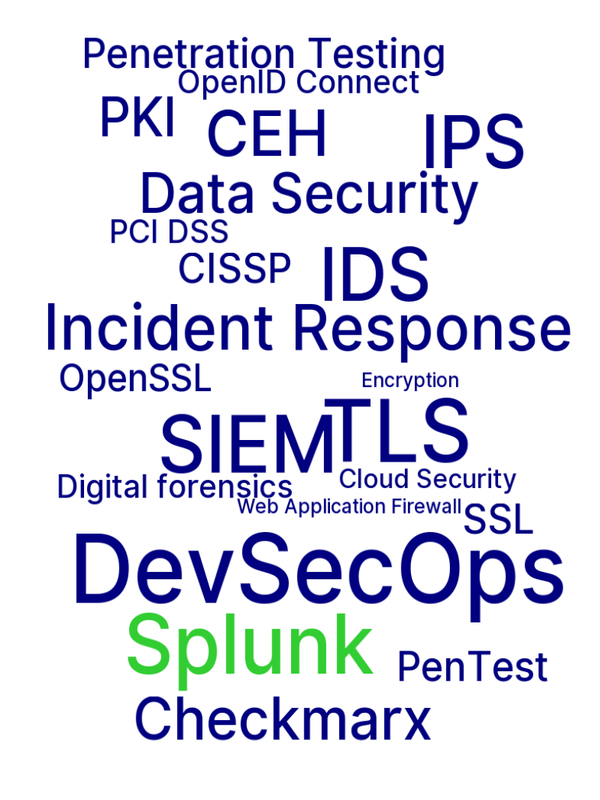 Penetration Testing
OpenID Connect
PKI
CEH
IPS
Data Security
PCI DSS
CISSP
IDS
Incident Response
OpenSSL
Encryption
SIEM
TLS
Digital forensics
Cloud Security
Web Application Firewall
SSL
DevSecOps
Splunk
PenTest
Checkmarx